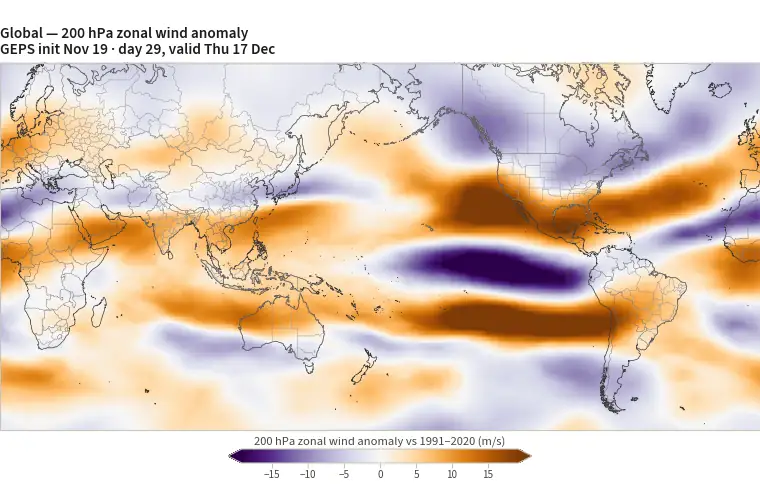 Global — 200 hPa zonal wind anomaly
GEPS init Nov 19 · day 29, valid Thu 17 Dec
200 hPa zonal wind anomaly vs 1991–2020 (m/s)
−15 −10 −5 0 5 10 15